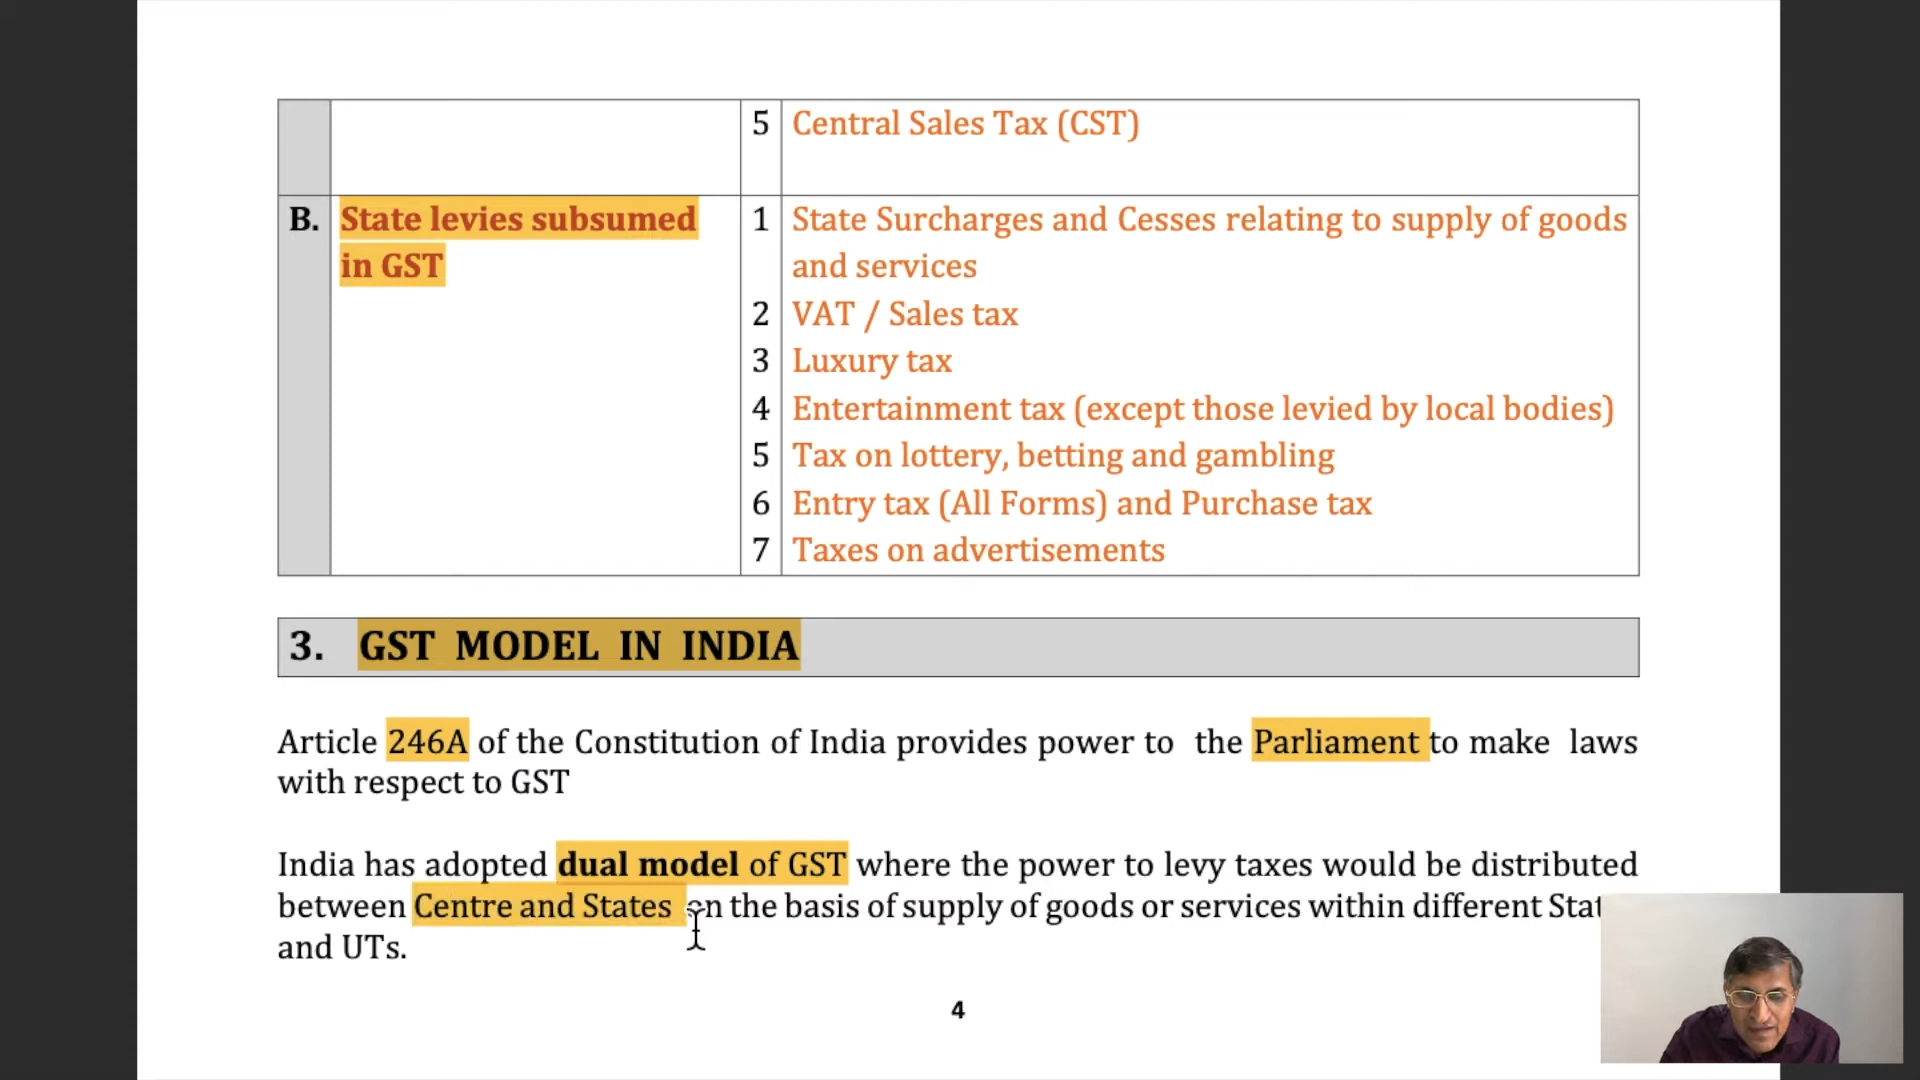 5 Central Sales Tax (CST)
B. State levies subsumed in GST
1 State Surcharges and Cesses relating to supply of goods and services
2 VAT / Sales tax
3 Luxury tax
4 Entertainment tax (except those levied by local bodies)
5 Tax on lottery, betting and gambling
6 Entry tax (All Forms) and Purchase tax
7 Taxes on advertisements
3. GST MODEL IN INDIA
Article 246A of the Constitution of India provides power to the Parliament to make laws
with respect to GST
India has adopted dual model of GST where the power to levy taxes would be distributed
between Centre and States on the basis of supply of goods or services within different
and UTs.
4